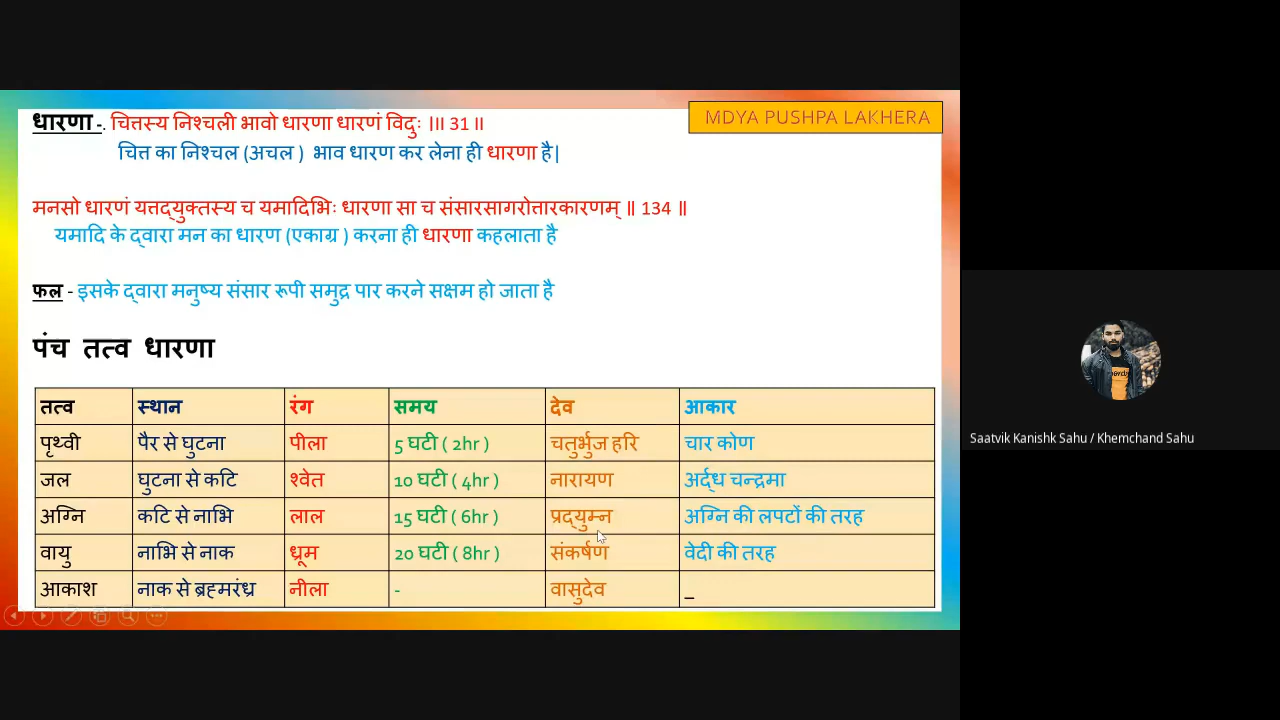 MDYA PUSHPA LAKHERA
धारणा -. चित्तस्य निश्चली भावो धारणा धारणं विदुः ।।। 31 ॥
चित्त का निश्चल (अचल ) भाव धारण कर लेना ही धारणा है|
मनसो धारणं यत्तद्युक्तस्य च यमादिभिः धारणा सा च संसारसागरोत्तारकारणम् ॥ 134 ॥
यमादि के द्वारा मन का धारण (एकाग्र ) करना ही धारणा कहलाता है
फल - इसके द्वारा मनुष्य संसार रूपी समुद्र पार करने सक्षम हो जाता है
पंच तत्व धारणा
तत्व स्थान रंग समय देव आकार
पृथ्वी पैर से घुटना पीला 5 घटी ( 2hr ) चतुर्भुज हरि चार कोण
जल घुटना से कटि श्वेत 10 घटी ( 4hr ) नारायण अर्द्ध चन्द्रमा
अग्नि कटि से नाभि लाल 15 घटी ( 6hr ) प्रद्युम्न अग्नि की लपटों की तरह
वायु नाभि से नाक ध्रूम 20 घटी ( 8hr ) संकर्षण वेदी की तरह
आकाश नाक से ब्रह्मरंध्र नीला - वासुदेव _
Saatvik Kanishk Sahu / Khemchand Sahu